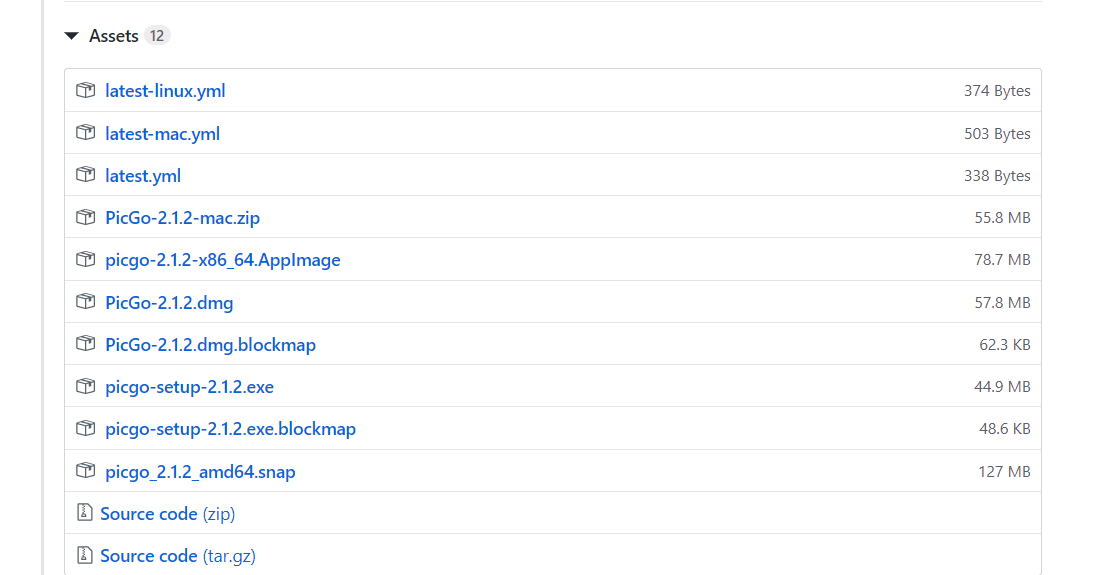 Assets 12
latest-linux.yml 374 Bytes
latest-mac.yml 503 Bytes
latest.yml 338 Bytes
PicGo-2.1.2-mac.zip 55.8 MB
picgo-2.1.2-x86_64.AppImage 78.7 MB
PicGo-2.1.2.dmg 57.8 MB
PicGo-2.1.2.dmg.blockmap 62.3 KB
picgo-setup-2.1.2.exe 44.9 MB
picgo-setup-2.1.2.exe.blockmap 48.6 KB
picgo_2.1.2_amd64.snap 127 MB
Source code (zip)
Source code (tar.gz)